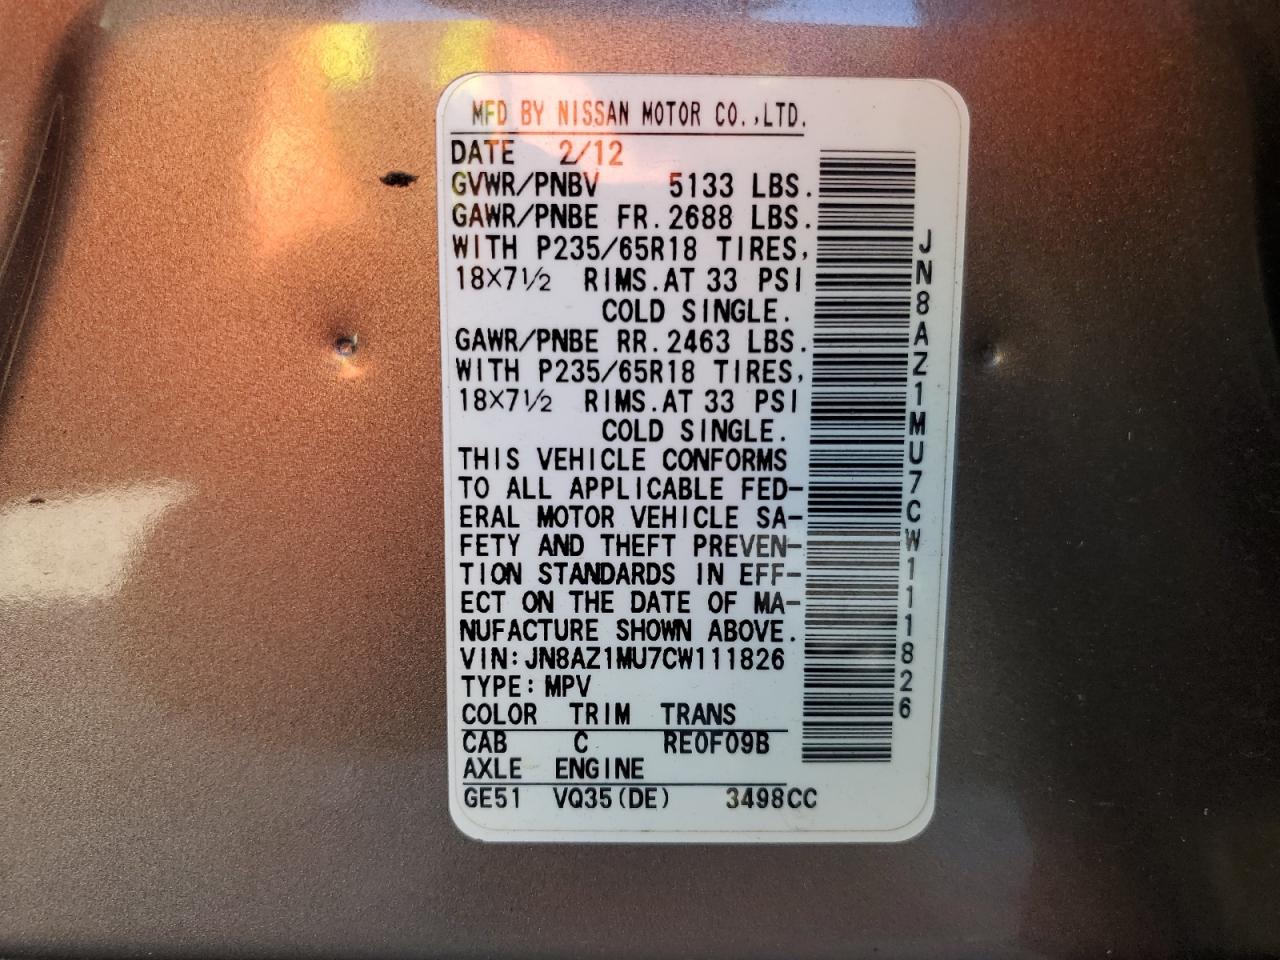 MFD BY NISSAN MOTOR CO.,LTD.
DATE 2/12
GVWR/PNBV 5133 LBS.
GAWR/PNBE FR.2688 LBS.
WITH P235/65R18 TIRES,
18×7½ RIMS.AT 33 PSI
COLD SINGLE.
GAWR/PNBE RR.2463 LBS.
WITH P235/65R18 TIRES,
18×7½ RIMS.AT 33 PSI
COLD SINGLE.
THIS VEHICLE CONFORMS
TO ALL APPLICABLE FED-
ERAL MOTOR VEHICLE SA-
FETY AND THEFT PREVEN-
TION STANDARDS IN EFF-
ECT ON THE DATE OF MA-
NUFACTURE SHOWN ABOVE.
VIN:JN8AZ1MU7CW111826
TYPE:MPV
COLOR TRIM TRANS
CAB C RE0F09B
AXLE ENGINE
GE51 VQ35(DE) 3498CC
JN8AZ1MU7CW111826